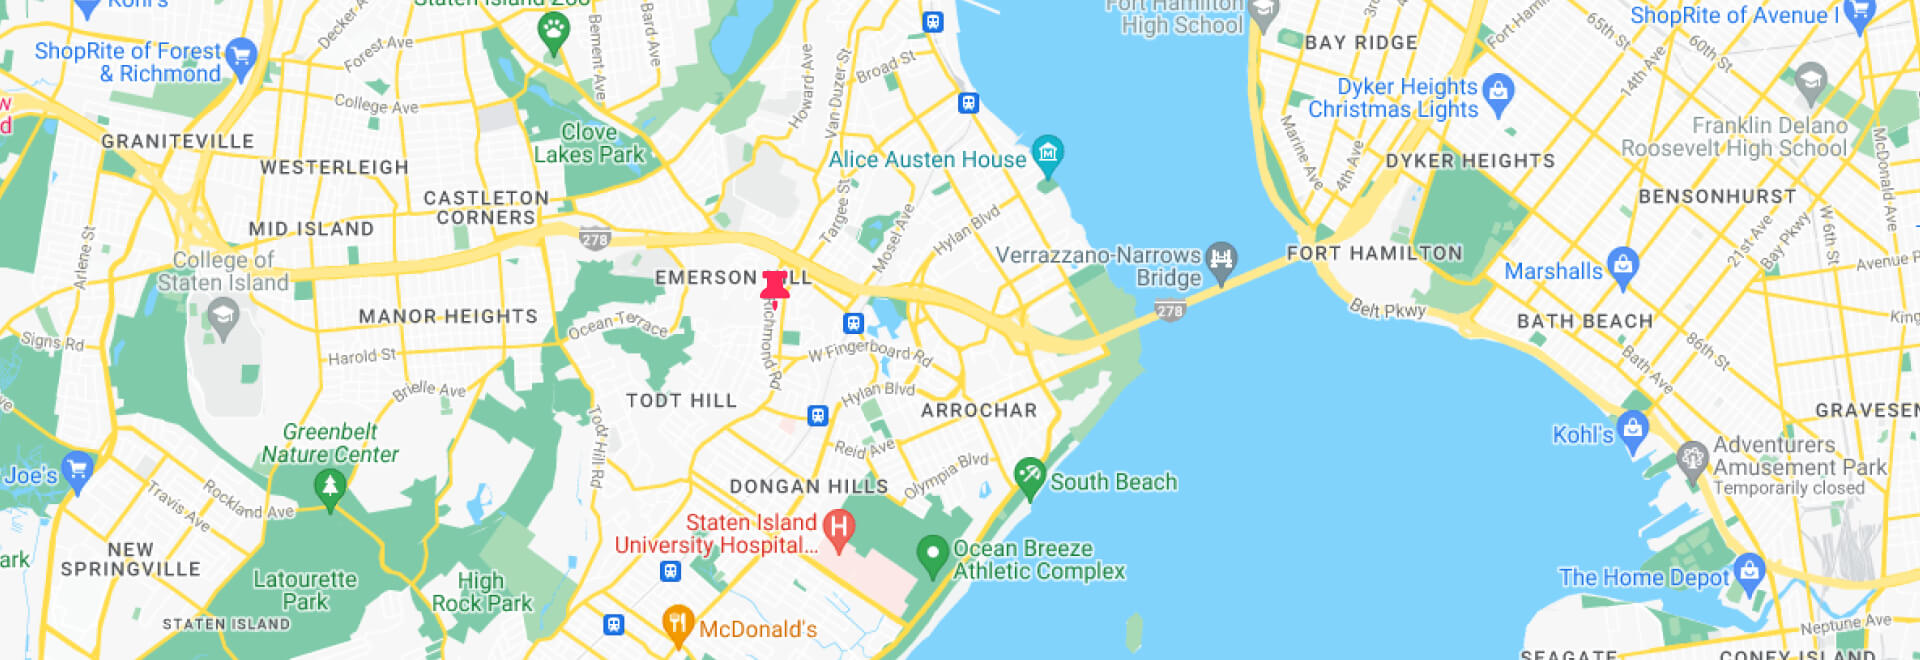 Kohl's
Staten Island Zoo
Fort Hamilton
High School
ShopRite of Avenue I
ShopRite of Forest
& Richmond
Decker A
Forest Ave
Bement Ave
Bard Ave
Howard Ave
Van Duzer St
Broad St
BAY RIDGE
3rd
Fort Hami
65th St
60th St
14th Ave
College Ave
Dyker Heights
Christmas Lights
w
d
GRANITEVILLE
WESTERLEIGH
Clove
Lakes Park
Alice Austen House
Marine Ave
4th Ave
DYKER HEIGHTS
Franklin Delano
Roosevelt High School
McDonald Ave
CASTLETON
CORNERS
MID ISLAND
Targee St
Mosel Ave
Hylan Blvd
BENSONHURST
21st Ave
Bay Pkwy
W 6th St
Arlene St
278
College of
Staten Island
EMERSON HILL
Verrazzano-Narrows
Bridge
278
FORT HAMILTON
Marshalls
Avenue P
MANOR HEIGHTS
Ocean Terrace
Richmond Rd
Belt Pkwy
BATH BEACH
King
Signs Rd
Harold St
W Fingerboard Rd
86th St
Bath Ave
Brielle Ave
Hylan Blvd
TODT HILL
ARROCHAR
GRAVESEN
Todt Hill Rd
Greenbelt
Nature Center
Reid Ave
Kohl's
Adventurers
Amusement Park
Temporarily closed
Joe's
Travis Ave
Rockland Ave
DONGAN HILLS
Olympia Blvd
South Beach
Staten Island
University Hospital...
H
Ocean Breeze
Athletic Complex
ark
NEW
SPRINGVILLE
Latourette
Park
High
Rock Park
The Home Depot
STATEN ISLAND
McDonald's
Neptune Ave
SEAGATE
CONEY ISLAND